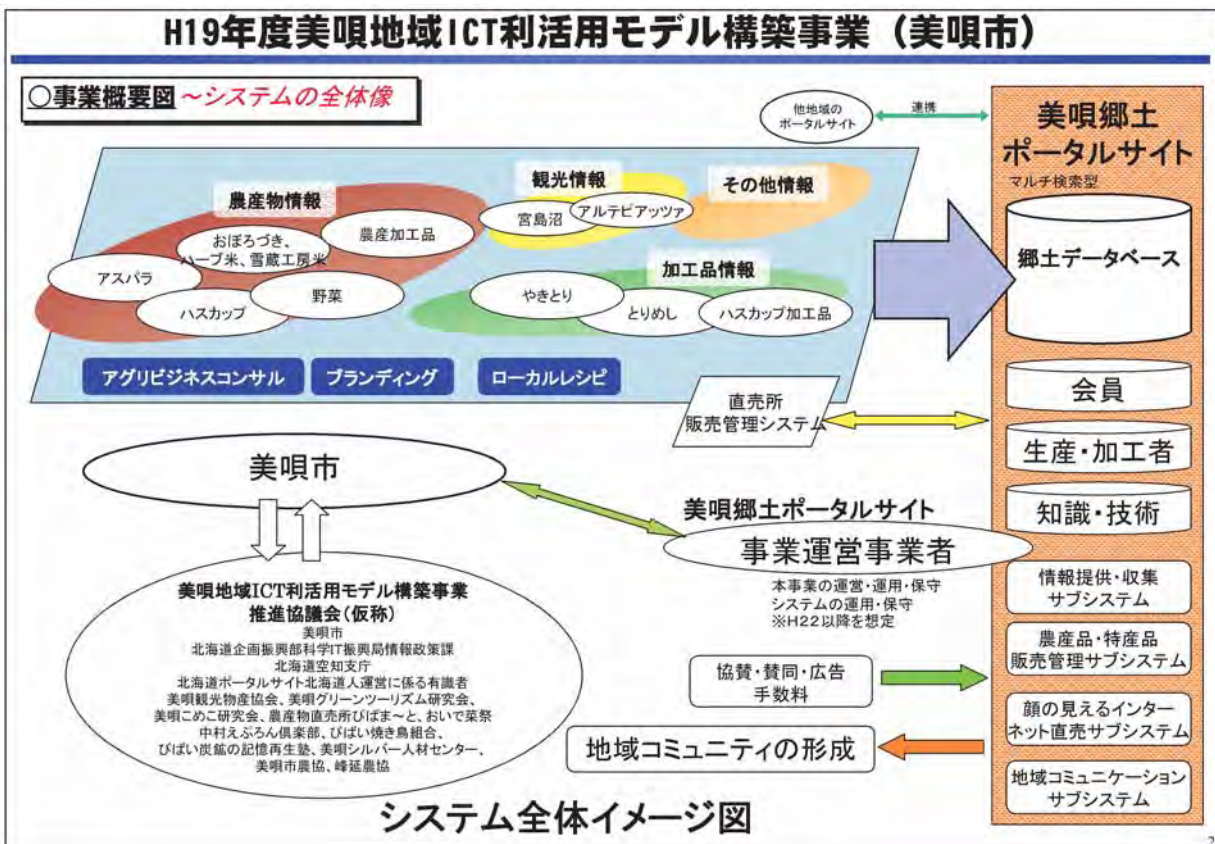 H19年度美唄地域ICT利活用モデル構築事業（美唄市）
○事業概要図～システムの全体像
他地域の
ポータルサイト
連携
美唄郷土
ポータルサイト
マルチ検索型
郷土データベース
会員
生産・加工者
知識・技術
情報提供・収集
サブシステム
農産品・特産品
販売管理サブシステム
顔の見えるインター
ネット直売サブシステム
地域コミュニケーション
サブシステム
農産物情報
おぼろづき、
ハーブ米、雪蔵工房米
農産加工品
アスパラ
ハスカップ
野菜
観光情報
宮島沼
アルテピアッツァ
その他情報
加工品情報
やきとり
とりめし
ハスカップ加工品
アグリビジネスコンサル
ブランディング
ローカルレシピ
直売所
販売管理システム
美唄市
美唄郷土ポータルサイト
事業運営事業者
本事業の運営・運用・保守
システムの運用・保守
※H22以降を想定
美唄地域ICT利活用モデル構築事業
推進協議会（仮称）
美唄市
北海道企画振興部科学IT振興局情報政策課
北海道空知支庁
北海道ポータルサイト北海道人運営に係る有識者
美唄観光物産協会、美唄グリーンツーリズム研究会、
美唄こめこ研究会、農産物直売所びばま～と、おいで菜祭
中村えぷろん倶楽部、びばい焼き鳥組合、
びばい炭鉱の記憶再生塾、美唄シルバー人材センター、
美唄市農協、峰延農協
協賛・賛同・広告
手数料
地域コミュニティの形成
システム全体イメージ図